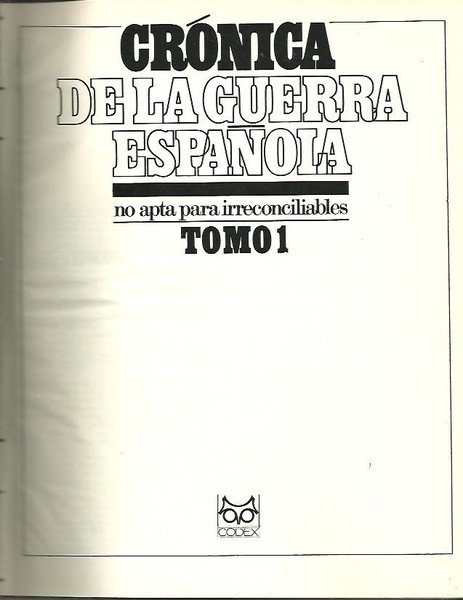 CRÓNICA
DE LA GUERRA
ESPAÑOLA
no apta para irreconciliables
TOMO 1
CODEX